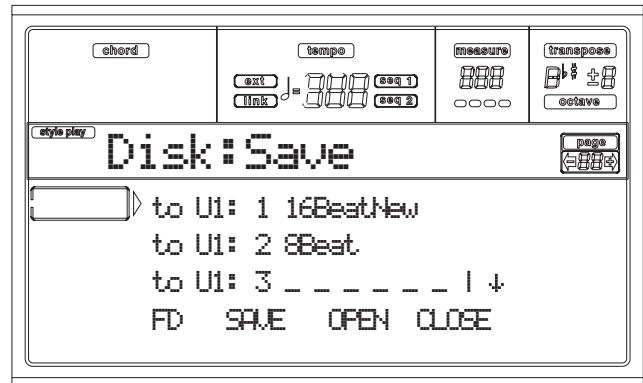 chord tempo measure transpose
ext seq 1
link seq 2
octave
style play
Disk:Save
page
to U1: 1 16BeatNew
to U1: 2 8Beat
to U1: 3 _ _ _ _ _ _ | ↓
FD SAVE OPEN CLOSE